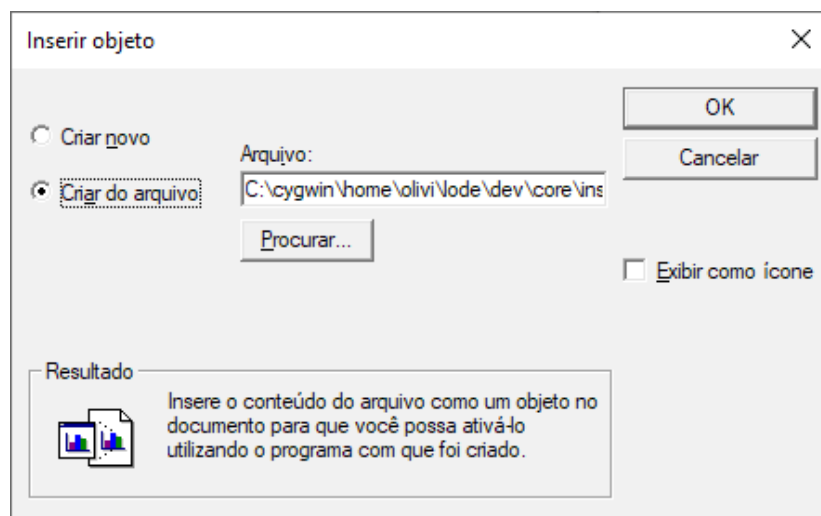 Inserir objeto
Criar novo
Criar do arquivo
Arquivo:
C:\cygwin\home\olivi\lode\dev\core\ins
Procurar...
OK
Cancelar
Exibir como ícone
Resultado
Insere o conteúdo do arquivo como um objeto no
documento para que você possa ativá-lo
utilizando o programa com que foi criado.